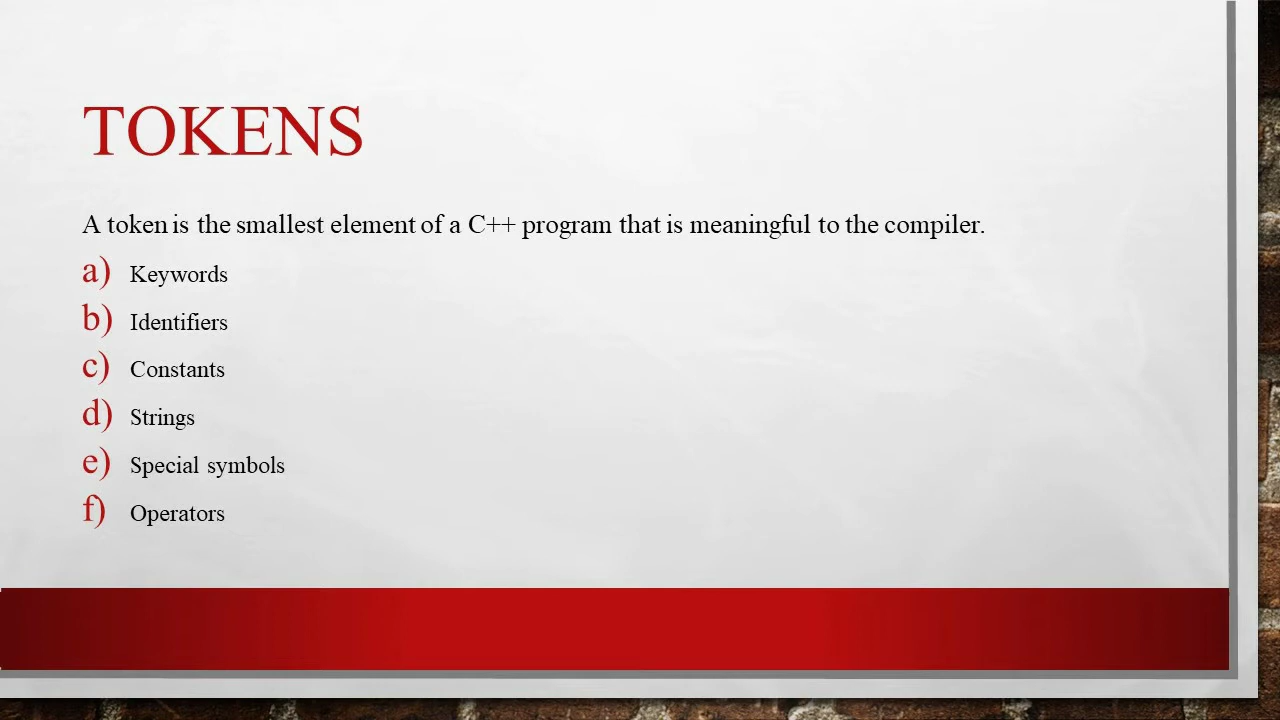 TOKENS
A token is the smallest element of a C++ program that is meaningful to the compiler.
a) Keywords
b) Identifiers
c) Constants
d) Strings
e) Special symbols
f) Operators